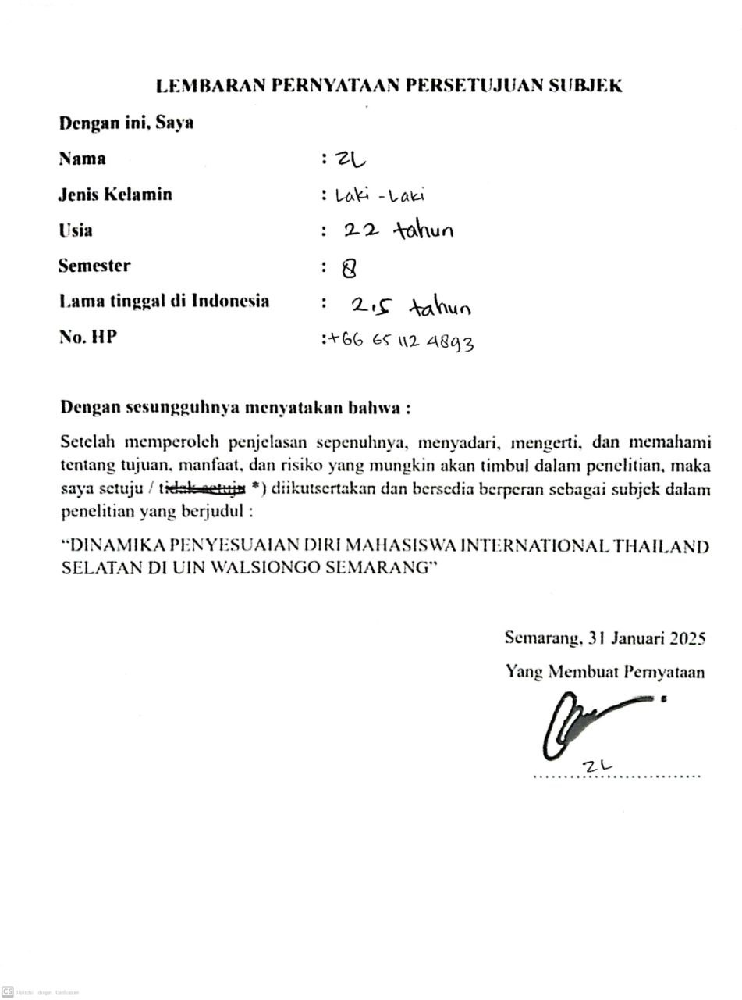 LEMBARAN PERNYATAAN PERSETUJUAN SUBJEK
Dengan ini, Saya
Nama : ZL
Jenis Kelamin : Laki-Laki
Usia : 22 tahun
Semester : 8
Lama tinggal di Indonesia : 2,5 tahun
No. HP :+66 65 112 4893
Dengan sesungguhnya menyatakan bahwa :
Setelah memperoleh penjelasan sepenuhnya, menyadari, mengerti, dan memahami
tentang tujuan, manfaat, dan risiko yang mungkin akan timbul dalam penelitian, maka
saya setuju / tidak setuju *) diikutsertakan dan bersedia berperan sebagai subjek dalam
penelitian yang berjudul :
“DINAMIKA PENYESUAIAN DIRI MAHASISWA INTERNATIONAL THAILAND
SELATAN DI UIN WALSIONGO SEMARANG”
Semarang, 31 Januari 2025
Yang Membuat Pernyataan
ZL
CS Dipindai dengan CamScanner